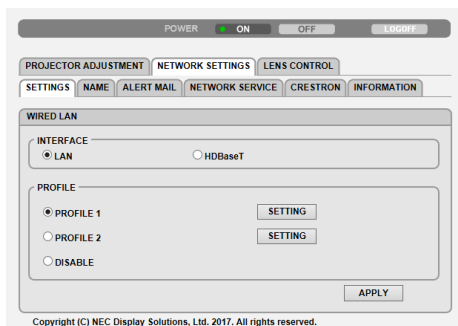 POWER ON OFF LOGOFF
PROJECTOR ADJUSTMENT NETWORK SETTINGS LENS CONTROL
SETTINGS NAME ALERT MAIL NETWORK SERVICE CRESTRON INFORMATION
WIRED LAN
INTERFACE
LAN HDBaseT
PROFILE
PROFILE 1 SETTING
PROFILE 2 SETTING
DISABLE
APPLY
Copyright (C) NEC Display Solutions, Ltd. 2017. All rights reserved.